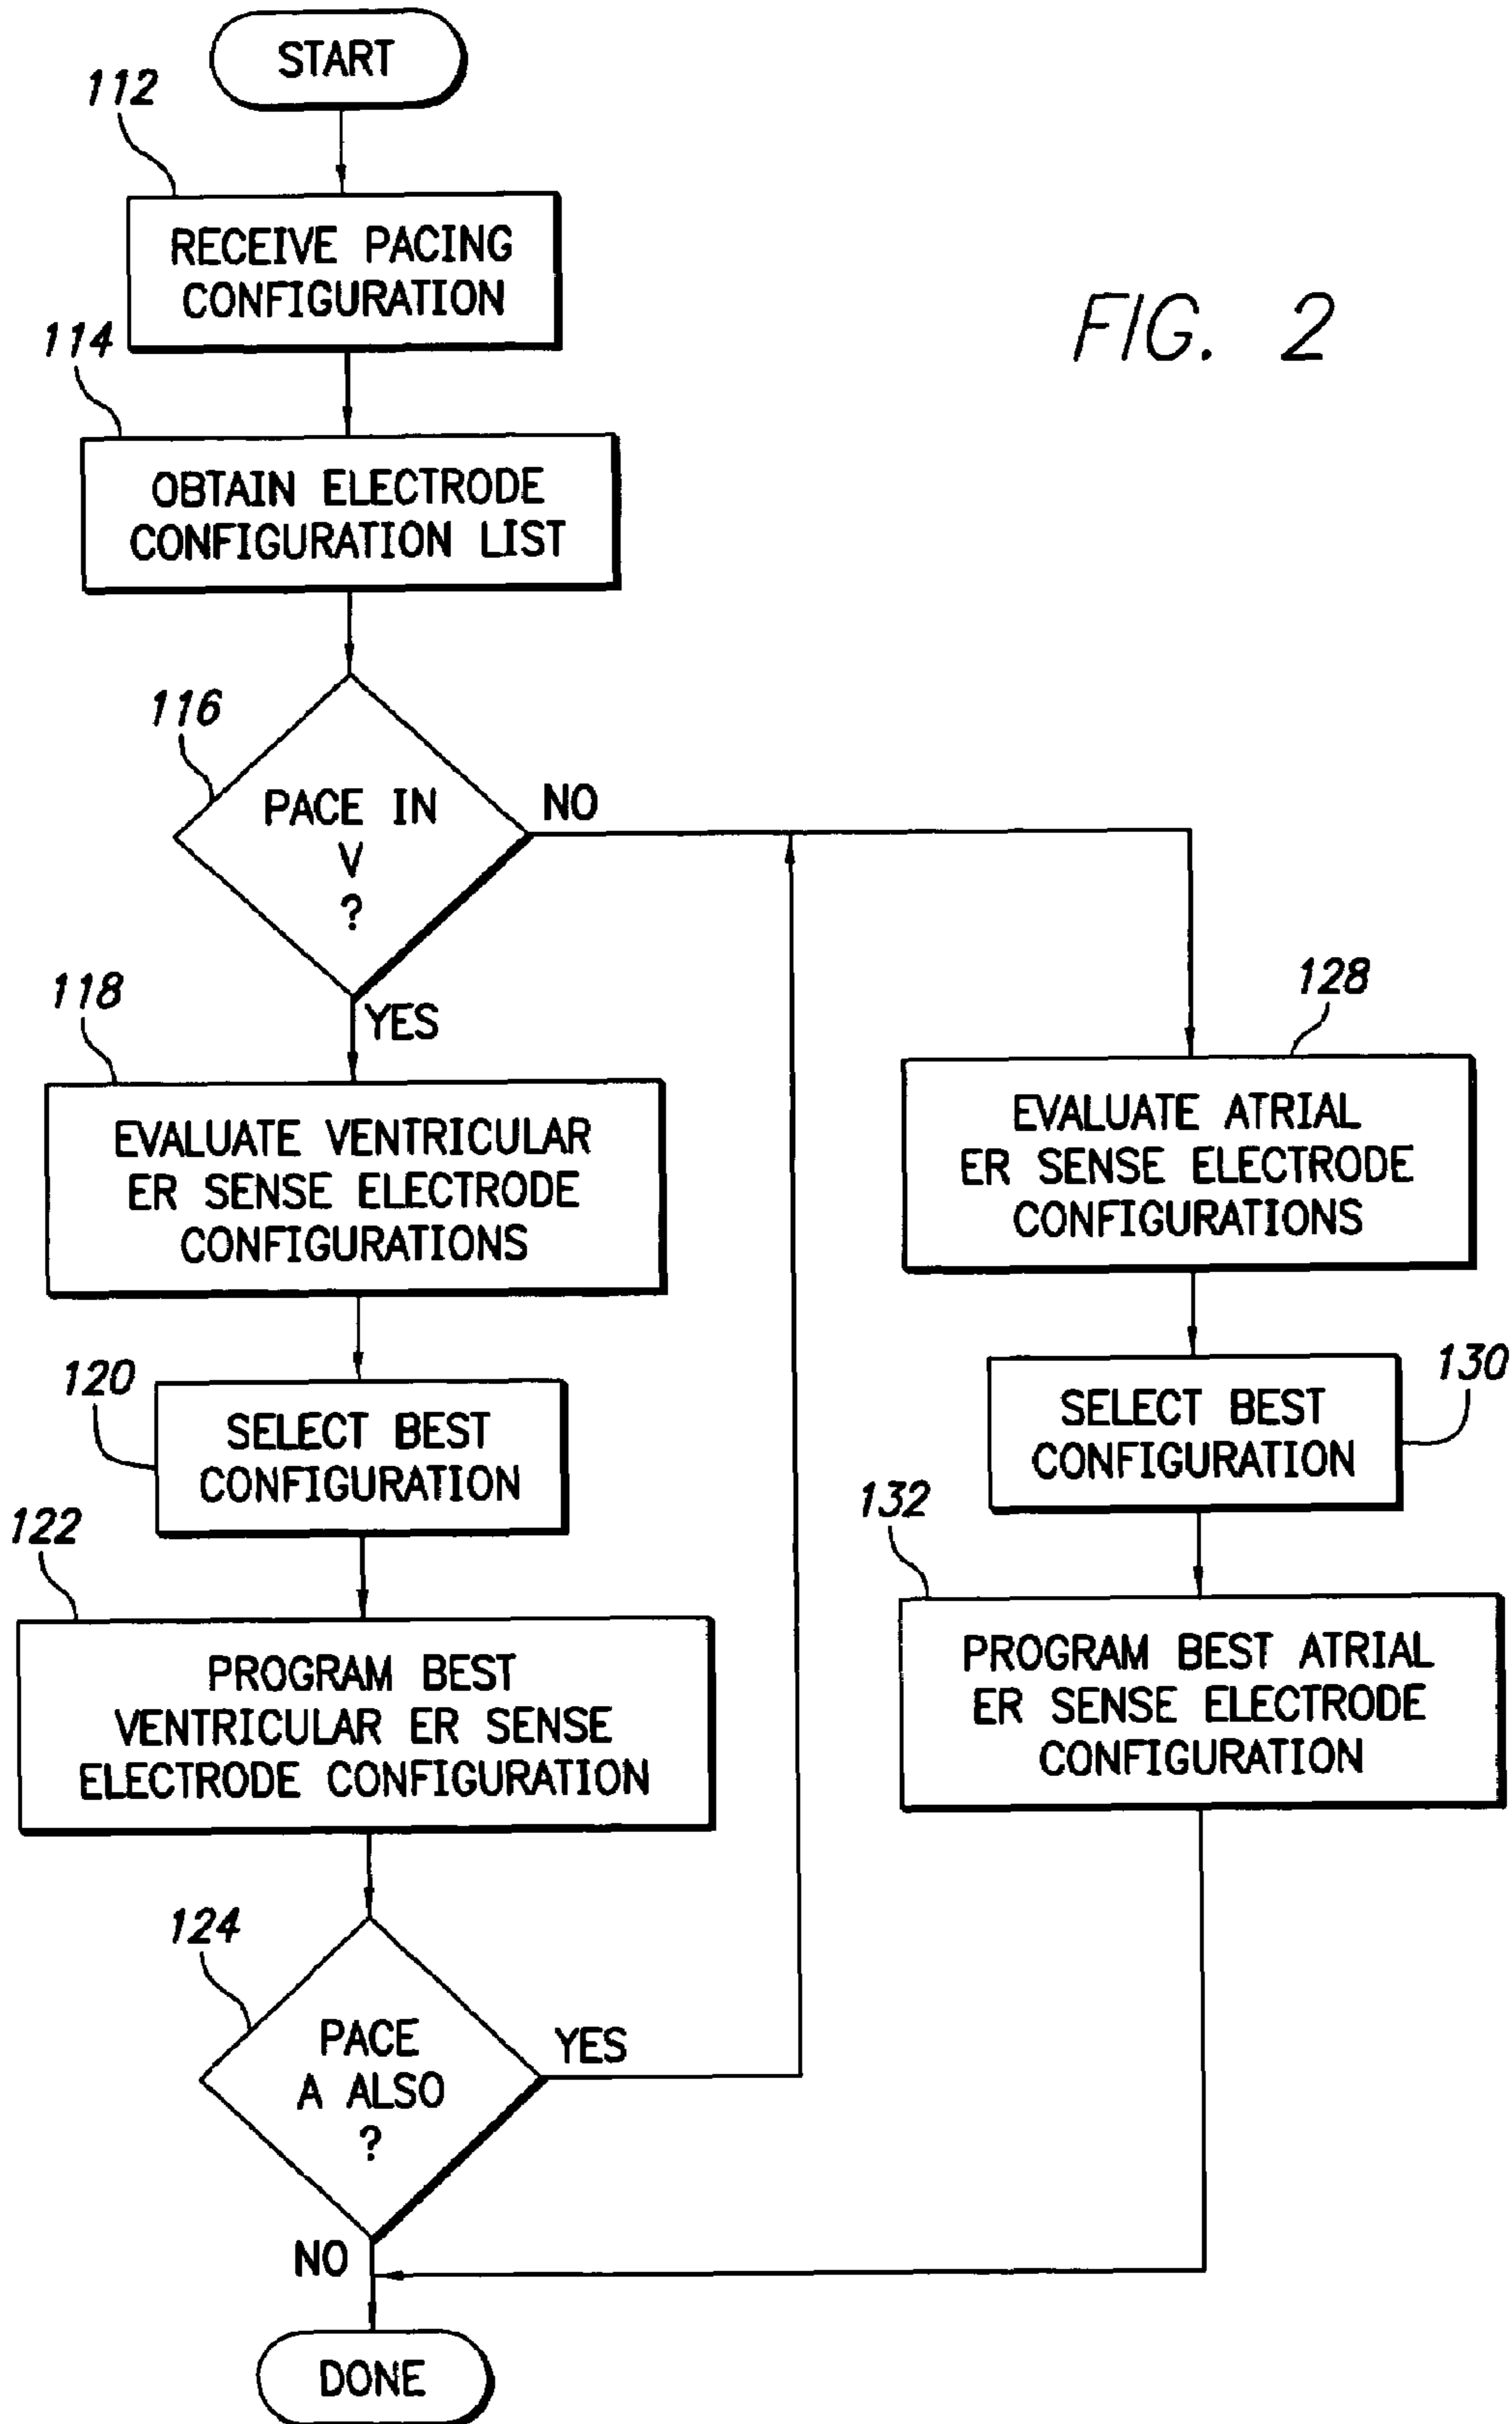 START
112
RECEIVE PACING
CONFIGURATION
FIG. 2
114
OBTAIN ELECTRODE
CONFIGURATION LIST
116
PACE IN
V
?
NO
YES
118
EVALUATE VENTRICULAR
ER SENSE ELECTRODE
CONFIGURATIONS
120
SELECT BEST
CONFIGURATION
122
PROGRAM BEST
VENTRICULAR ER SENSE
ELECTRODE CONFIGURATION
124
PACE
A ALSO
?
YES
NO
128
EVALUATE ATRIAL
ER SENSE ELECTRODE
CONFIGURATIONS
130
SELECT BEST
CONFIGURATION
132
PROGRAM BEST ATRIAL
ER SENSE ELECTRODE
CONFIGURATION
DONE